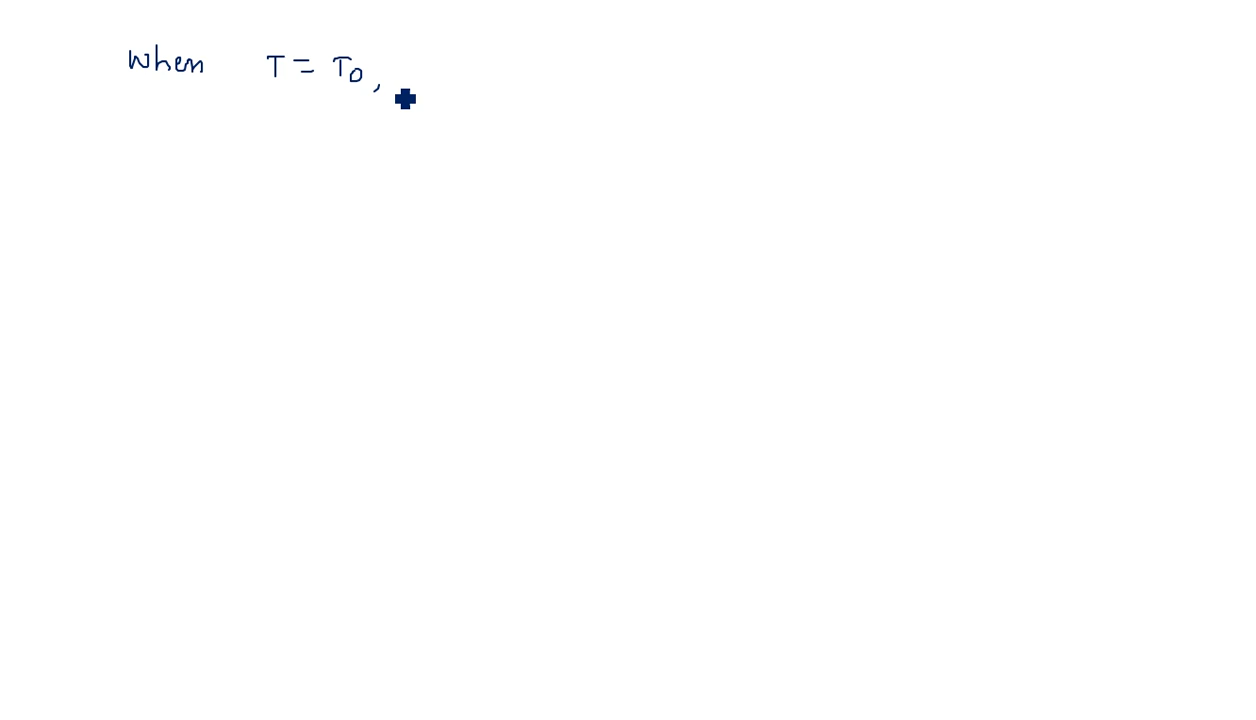 When T = T₀,